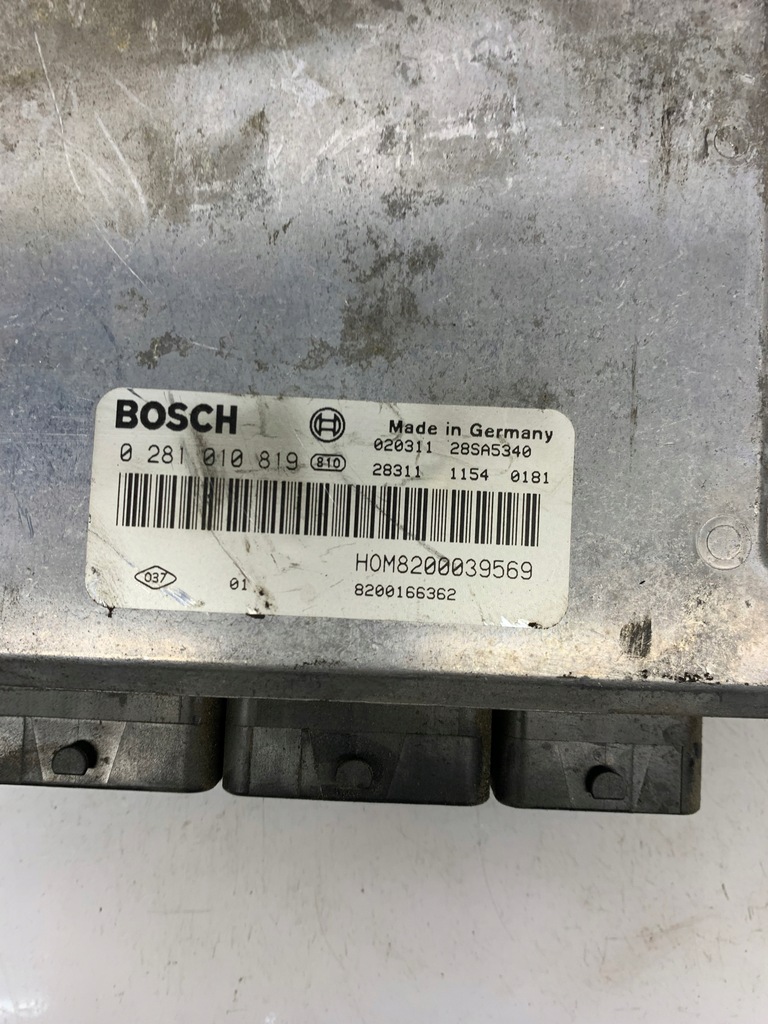 BOSCH
Made in Germany
0 281 010 819 810
020311 28SA5340
28311 1154 0181
HOM8200039569
037
01
8200166362